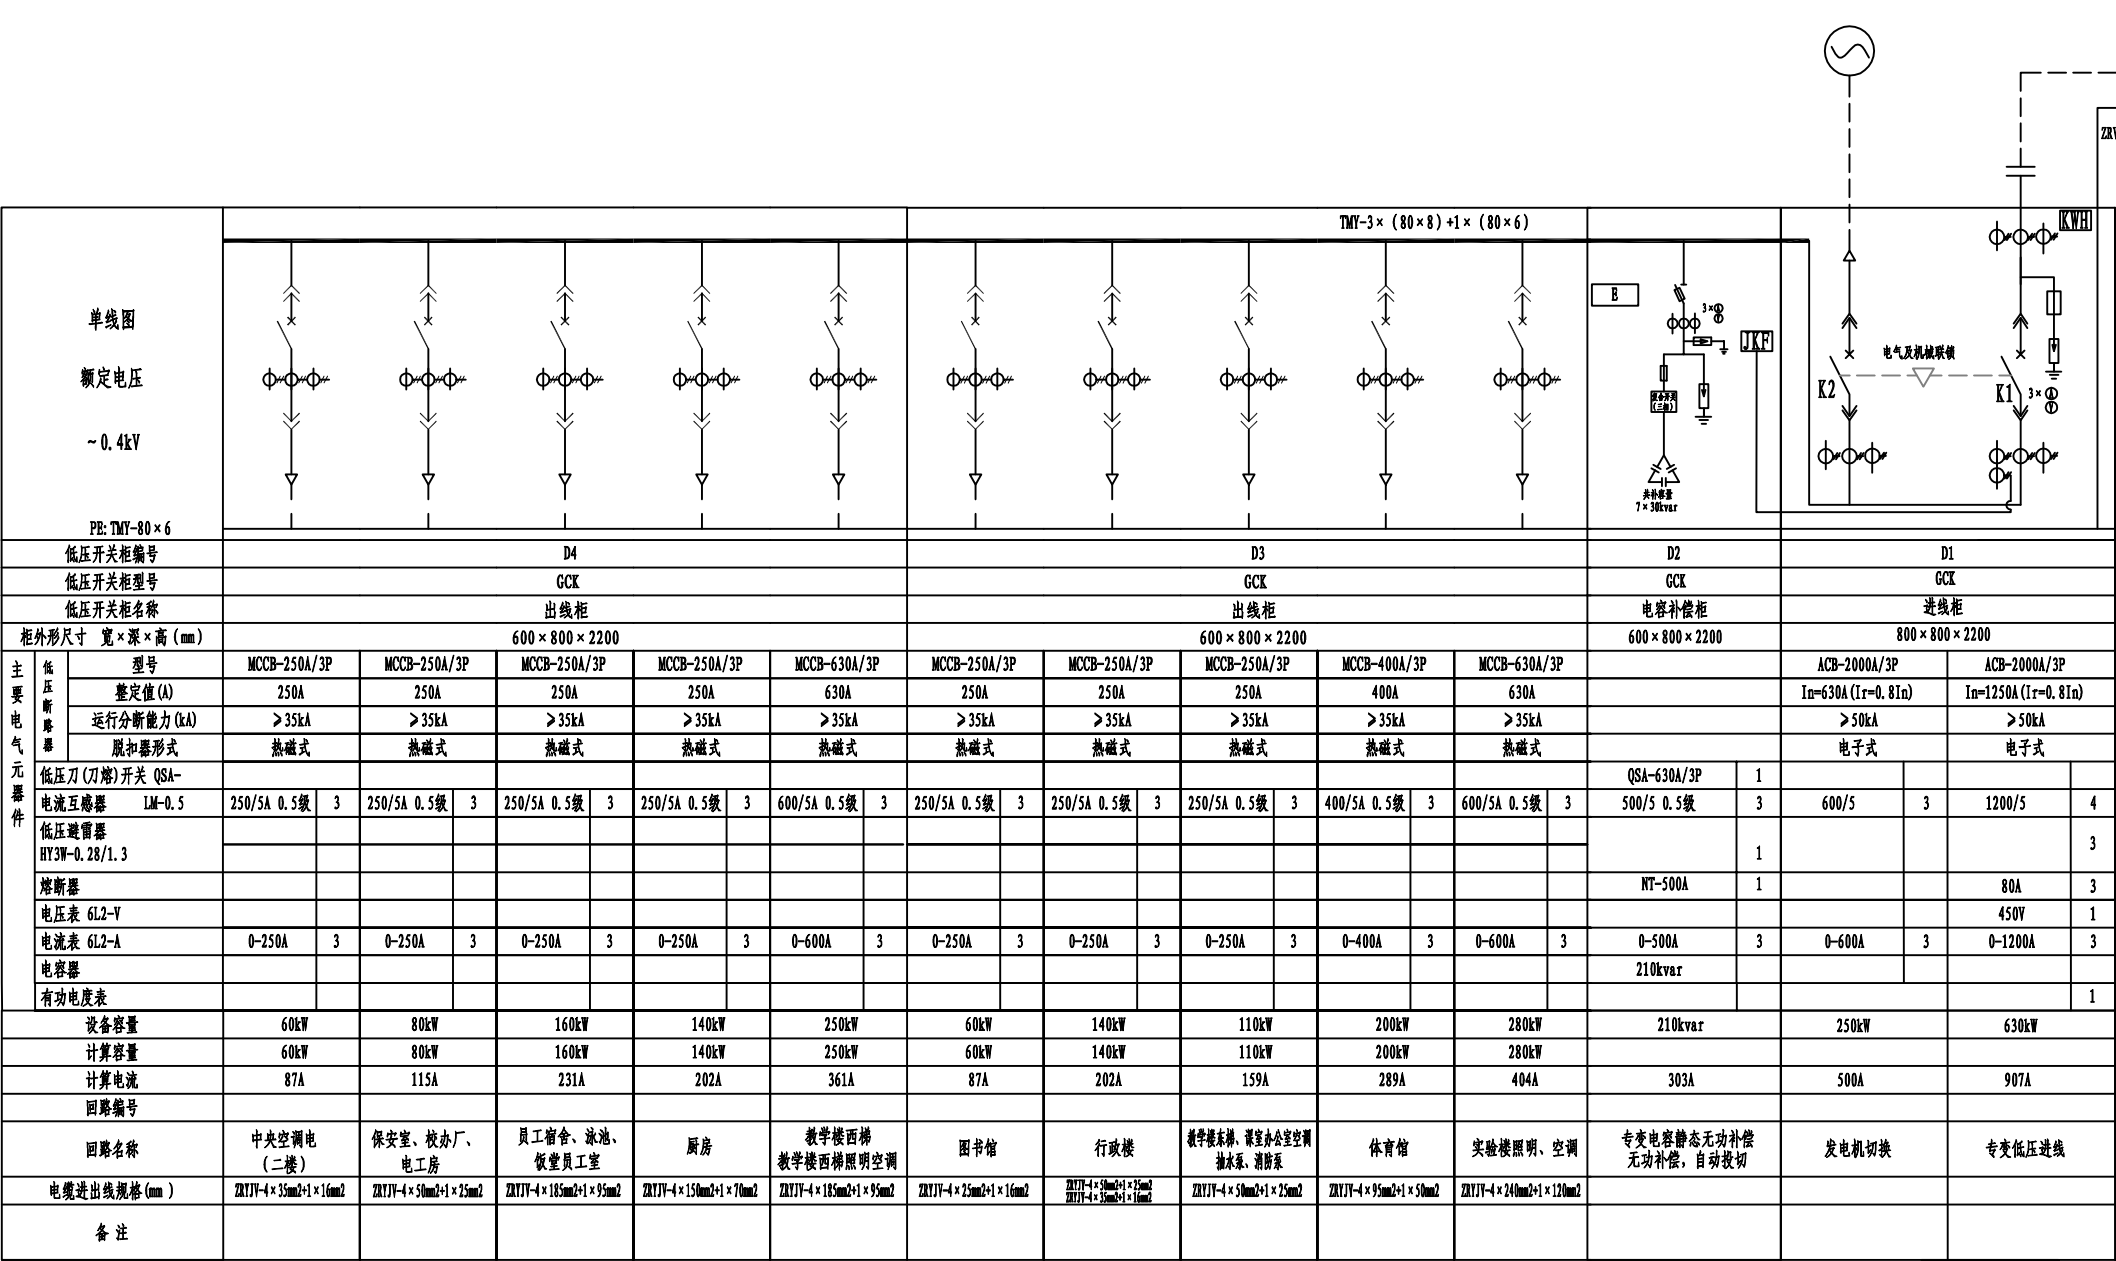 ZRV
KWH
TMY-3×(80×8)+1×(80×6)
单线图
额定电压
~0.4kV
PE:TMY-80×6
E
3×
A
V
JKF
复合开关
(三相)
共补容量
7×30kvar
电气及机械联锁
K2
K1
3×
A
V
低压开关柜编号 D4 D3 D2 D1
低压开关柜型号 GCK GCK GCK GCK
低压开关柜名称 出线柜 出线柜 电容补偿柜 进线柜
柜外形尺寸 宽×深×高(mm) 600×800×2200 600×800×2200 600×800×2200 800×800×2200
主要电气元器件
低压断路器
型号 MCCB-250A/3P MCCB-250A/3P MCCB-250A/3P MCCB-250A/3P MCCB-630A/3P MCCB-250A/3P MCCB-250A/3P MCCB-250A/3P MCCB-400A/3P MCCB-630A/3P ACB-2000A/3P ACB-2000A/3P
整定值(A) 250A 250A 250A 250A 630A 250A 250A 250A 400A 630A In=630A(Ir=0.8In) In=1250A(Ir=0.8In)
运行分断能力(kA) ≥35kA ≥35kA ≥35kA ≥35kA ≥35kA ≥35kA ≥35kA ≥35kA ≥35kA ≥35kA ≥50kA ≥50kA
脱扣器形式 热磁式 热磁式 热磁式 热磁式 热磁式 热磁式 热磁式 热磁式 热磁式 热磁式 电子式 电子式
低压刀(刀熔)开关 QSA- QSA-630A/3P 1
电流互感器 LM-0.5 250/5A 0.5级 3 250/5A 0.5级 3 250/5A 0.5级 3 250/5A 0.5级 3 600/5A 0.5级 3 250/5A 0.5级 3 250/5A 0.5级 3 250/5A 0.5级 3 400/5A 0.5级 3 600/5A 0.5级 3 500/5 0.5级 3 600/5 3 1200/5 4
低压避雷器
HY3W-0.28/1.3 1 3
熔断器 NT-500A 1 80A 3
电压表 6L2-V 450V 1
电流表 6L2-A 0-250A 3 0-250A 3 0-250A 3 0-250A 3 0-600A 3 0-250A 3 0-250A 3 0-250A 3 0-400A 3 0-600A 3 0-500A 3 0-600A 3 0-1200A 3
电容器 210kvar
有功电度表 1
设备容量 60kW 80kW 160kW 140kW 250kW 60kW 140kW 110kW 200kW 280kW 210kvar 250kW 630kW
计算容量 60kW 80kW 160kW 140kW 250kW 60kW 140kW 110kW 200kW 280kW
计算电流 87A 115A 231A 202A 361A 87A 202A 159A 289A 404A 303A 500A 907A
回路编号
回路名称
中央空调电
(二楼)
保安室、校办厂、
电工房
员工宿舍、泳池、
饭堂员工室
厨房
教学楼西梯
教学楼西梯照明空调
图书馆
行政楼
教学楼东梯、课室办公室空调
抽水泵、消防泵
体育馆
实验楼照明、空调
专变电容静态无功补偿
无功补偿，自动投切
发电机切换
专变低压进线
电缆进出线规格(mm )
ZRYJV-4×35mm2+1×16mm2
ZRYJV-4×50mm2+1×25mm2
ZRYJV-4×185mm2+1×95mm2
ZRYJV-4×150mm2+1×70mm2
ZRYJV-4×185mm2+1×95mm2
ZRYJV-4×25mm2+1×16mm2
ZRYJV-4×50mm2+1×25mm2
ZRYJV-4×35mm2+1×16mm2
ZRYJV-4×50mm2+1×25mm2
ZRYJV-4×95mm2+1×50mm2
ZRYJV-4×240mm2+1×120mm2
备 注